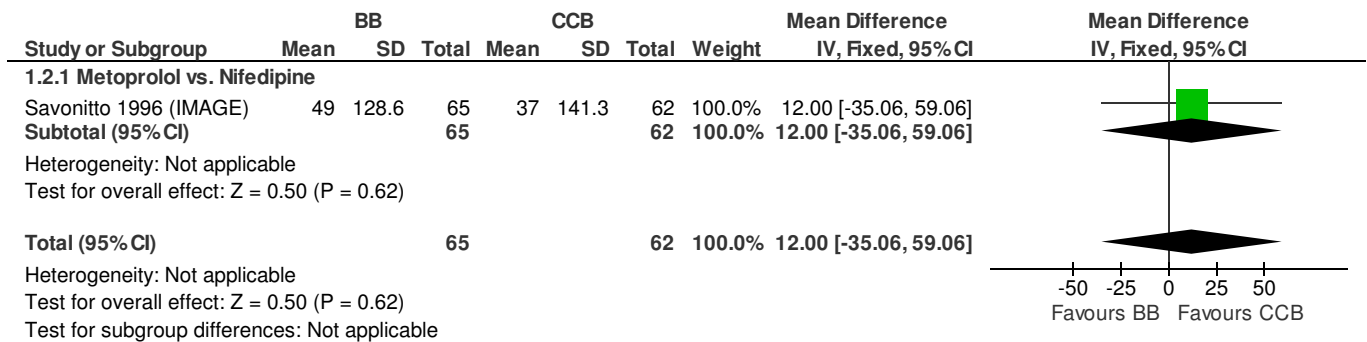 BB CCB Mean Difference Mean Difference
Study or Subgroup Mean SD Total Mean SD Total Weight IV, Fixed, 95% CI IV, Fixed, 95% CI
1.2.1 Metoprolol vs. Nifedipine
Savonitto 1996 (IMAGE) 49 128.6 65 37 141.3 62 100.0% 12.00 [-35.06, 59.06]
Subtotal (95% CI) 65 62 100.0% 12.00 [-35.06, 59.06]
Heterogeneity: Not applicable
Test for overall effect: Z = 0.50 (P = 0.62)
Total (95% CI) 65 62 100.0% 12.00 [-35.06, 59.06]
Heterogeneity: Not applicable
Test for overall effect: Z = 0.50 (P = 0.62)
Test for subgroup differences: Not applicable
-50 -25 0 25 50
Favours BB Favours CCB